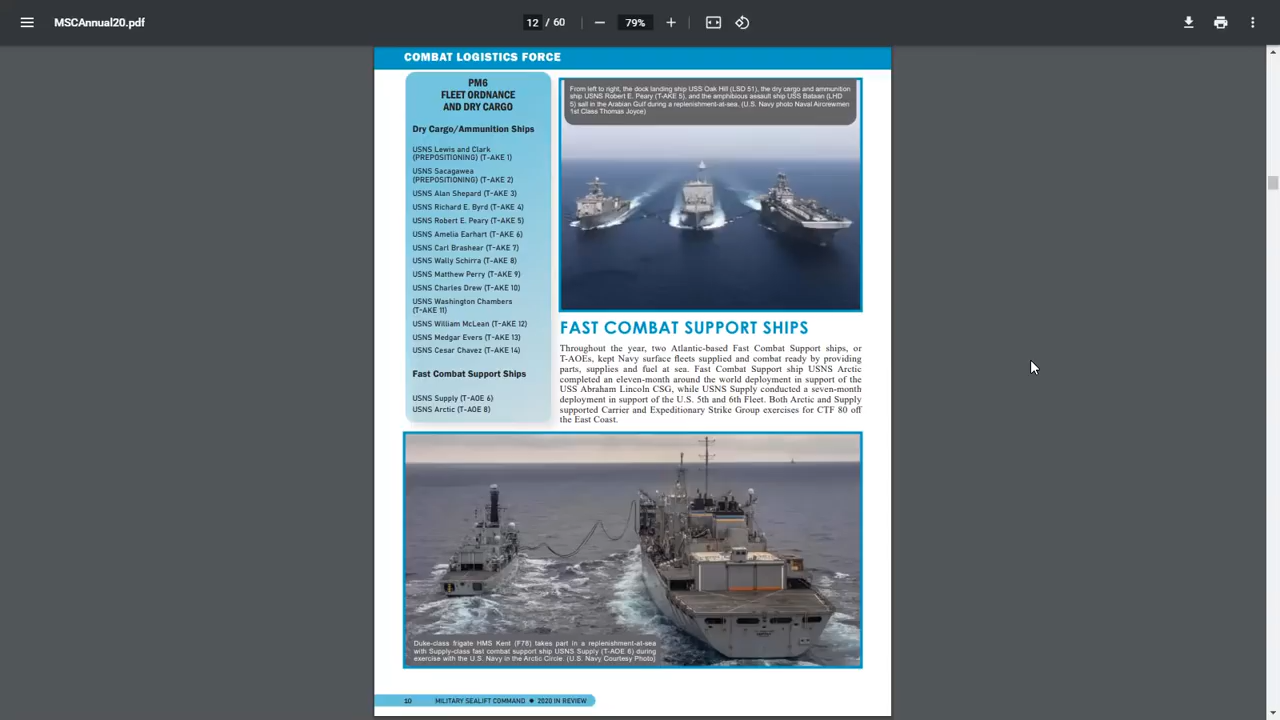 MSCAnnual20.pdf
12 / 60
79%
COMBAT LOGISTICS FORCE
PM6
FLEET ORDNANCE
AND DRY CARGO
Dry Cargo/Ammunition Ships
USNS Lewis and Clark
(PREPOSITIONING) (T-AKE 1)
USNS Sacagawea
(PREPOSITIONING) (T-AKE 2)
USNS Alan Shepard (T-AKE 3)
USNS Richard E. Byrd (T-AKE 4)
USNS Robert E. Peary (T-AKE 5)
USNS Amelia Earhart (T-AKE 6)
USNS Carl Brashear (T-AKE 7)
USNS Wally Schirra (T-AKE 8)
USNS Matthew Perry (T-AKE 9)
USNS Charles Drew (T-AKE 10)
USNS Washington Chambers
(T-AKE 11)
USNS William McLean (T-AKE 12)
USNS Medgar Evers (T-AKE 13)
USNS Cesar Chavez (T-AKE 14)
Fast Combat Support Ships
USNS Supply (T-AOE 6)
USNS Arctic (T-AOE 8)
From left to right, the dock landing ship USS Oak Hill (LSD 51), the dry cargo and ammunition
ship USNS Robert E. Peary (T-AKE 5), and the amphibious assault ship USS Bataan (LHD
5) sail in the Arabian Gulf during a replenishment-at-sea. (U.S. Navy photo Naval Aircrewmen
1st Class Thomas Joyce)
FAST COMBAT SUPPORT SHIPS
Throughout the year, two Atlantic-based Fast Combat Support ships, or
T-AOEs, kept Navy surface fleets supplied and combat ready by providing
parts, supplies and fuel at sea. Fast Combat Support ship USNS Arctic
completed an eleven-month around the world deployment in support of the
USS Abraham Lincoln CSG, while USNS Supply conducted a seven-month
deployment in support of the U.S. 5th and 6th Fleet. Both Arctic and Supply
supported Carrier and Expeditionary Strike Group exercises for CTF 80 off
the East Coast.
Duke-class frigate HMS Kent (F78) takes part in a replenishment-at-sea
with Supply-class fast combat support ship USNS Supply (T-AOE 6) during
exercise with the U.S. Navy in the Arctic Circle. (U.S. Navy Courtesy Photo)
10 MILITARY SEALIFT COMMAND ◆ 2020 IN REVIEW